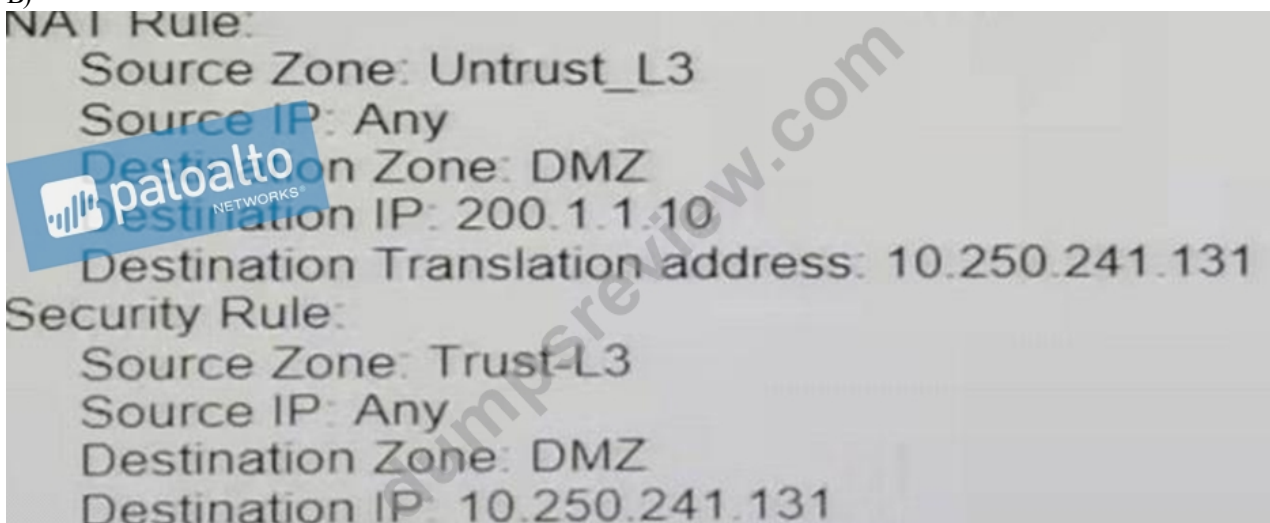 B)
NAT Rule:
Source Zone: Untrust_L3
Source IP: Any
Destination Zone: DMZ
Destination IP: 200.1.1.10
Destination Translation address: 10.250.241.131
Security Rule:
Source Zone: Trust-L3
Source IP: Any
Destination Zone: DMZ
Destination IP: 10.250.241.131
paloalto
NETWORKS®
dumpsreview.com